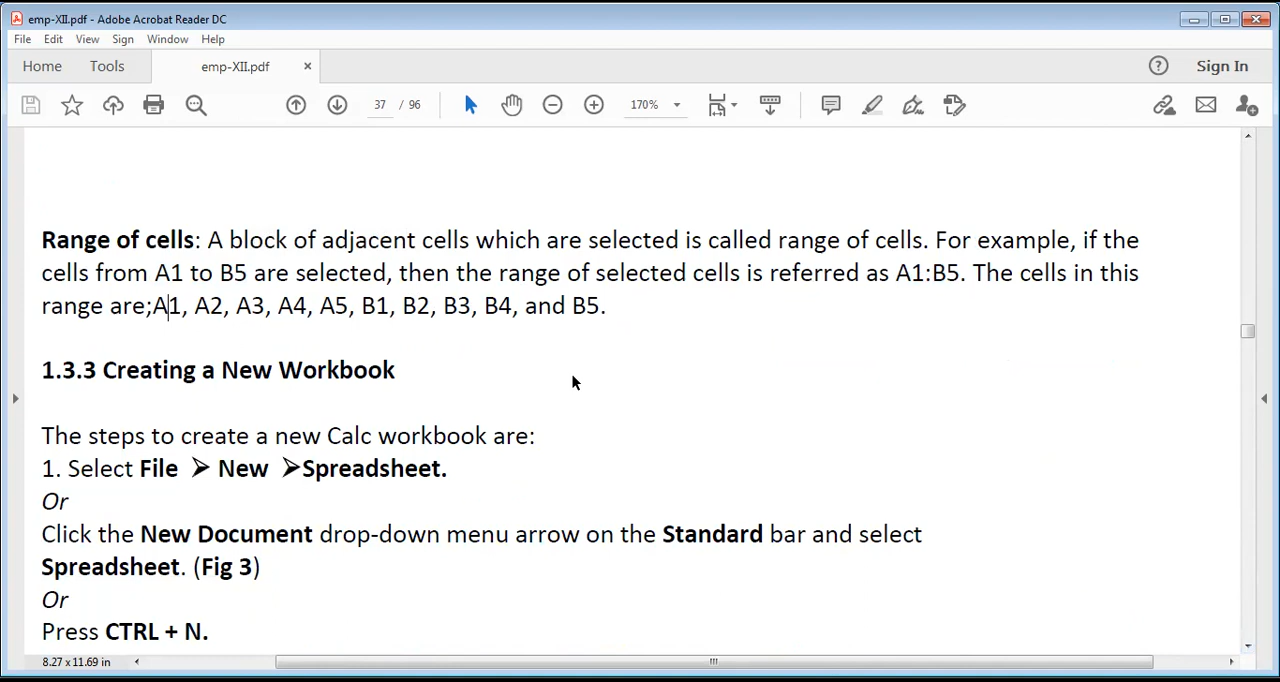 emp-XII.pdf - Adobe Acrobat Reader DC
File Edit View Sign Window Help
Home Tools emp-XII.pdf × ? Sign In
37 / 96 170%
Range of cells: A block of adjacent cells which are selected is called range of cells. For example, if the
cells from A1 to B5 are selected, then the range of selected cells is referred as A1:B5. The cells in this
range are;A1, A2, A3, A4, A5, B1, B2, B3, B4, and B5.
1.3.3 Creating a New Workbook
The steps to create a new Calc workbook are:
1. Select File ➢ New ➢Spreadsheet.
Or
Click the New Document drop-down menu arrow on the Standard bar and select
Spreadsheet. (Fig 3)
Or
Press CTRL + N.
8.27 x 11.69 in